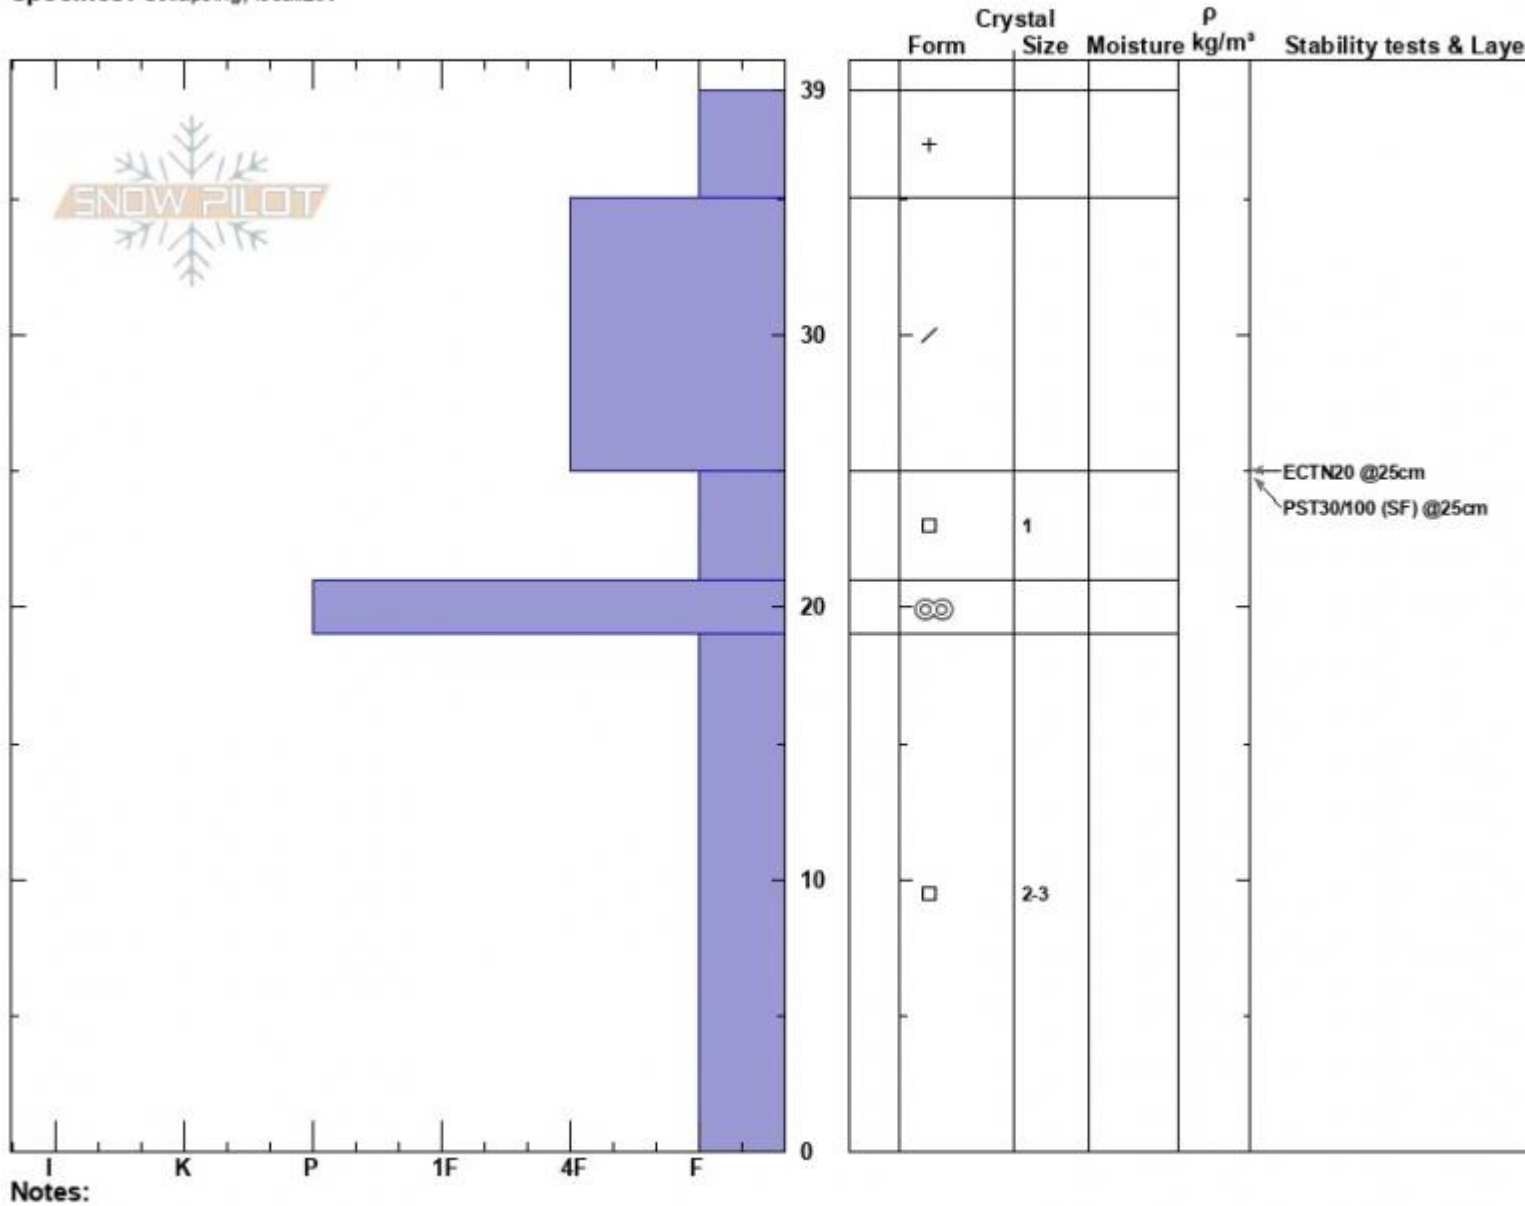 Crystal
ρ
Form Size Moisture kg/m³ Stability tests & Laye
39
SNOW PILOT
+
30
ECTN20 @25cm
PST30/100 (SF) @25cm
1
20
10
2-3
0
I K P 1F 4F F
Notes: